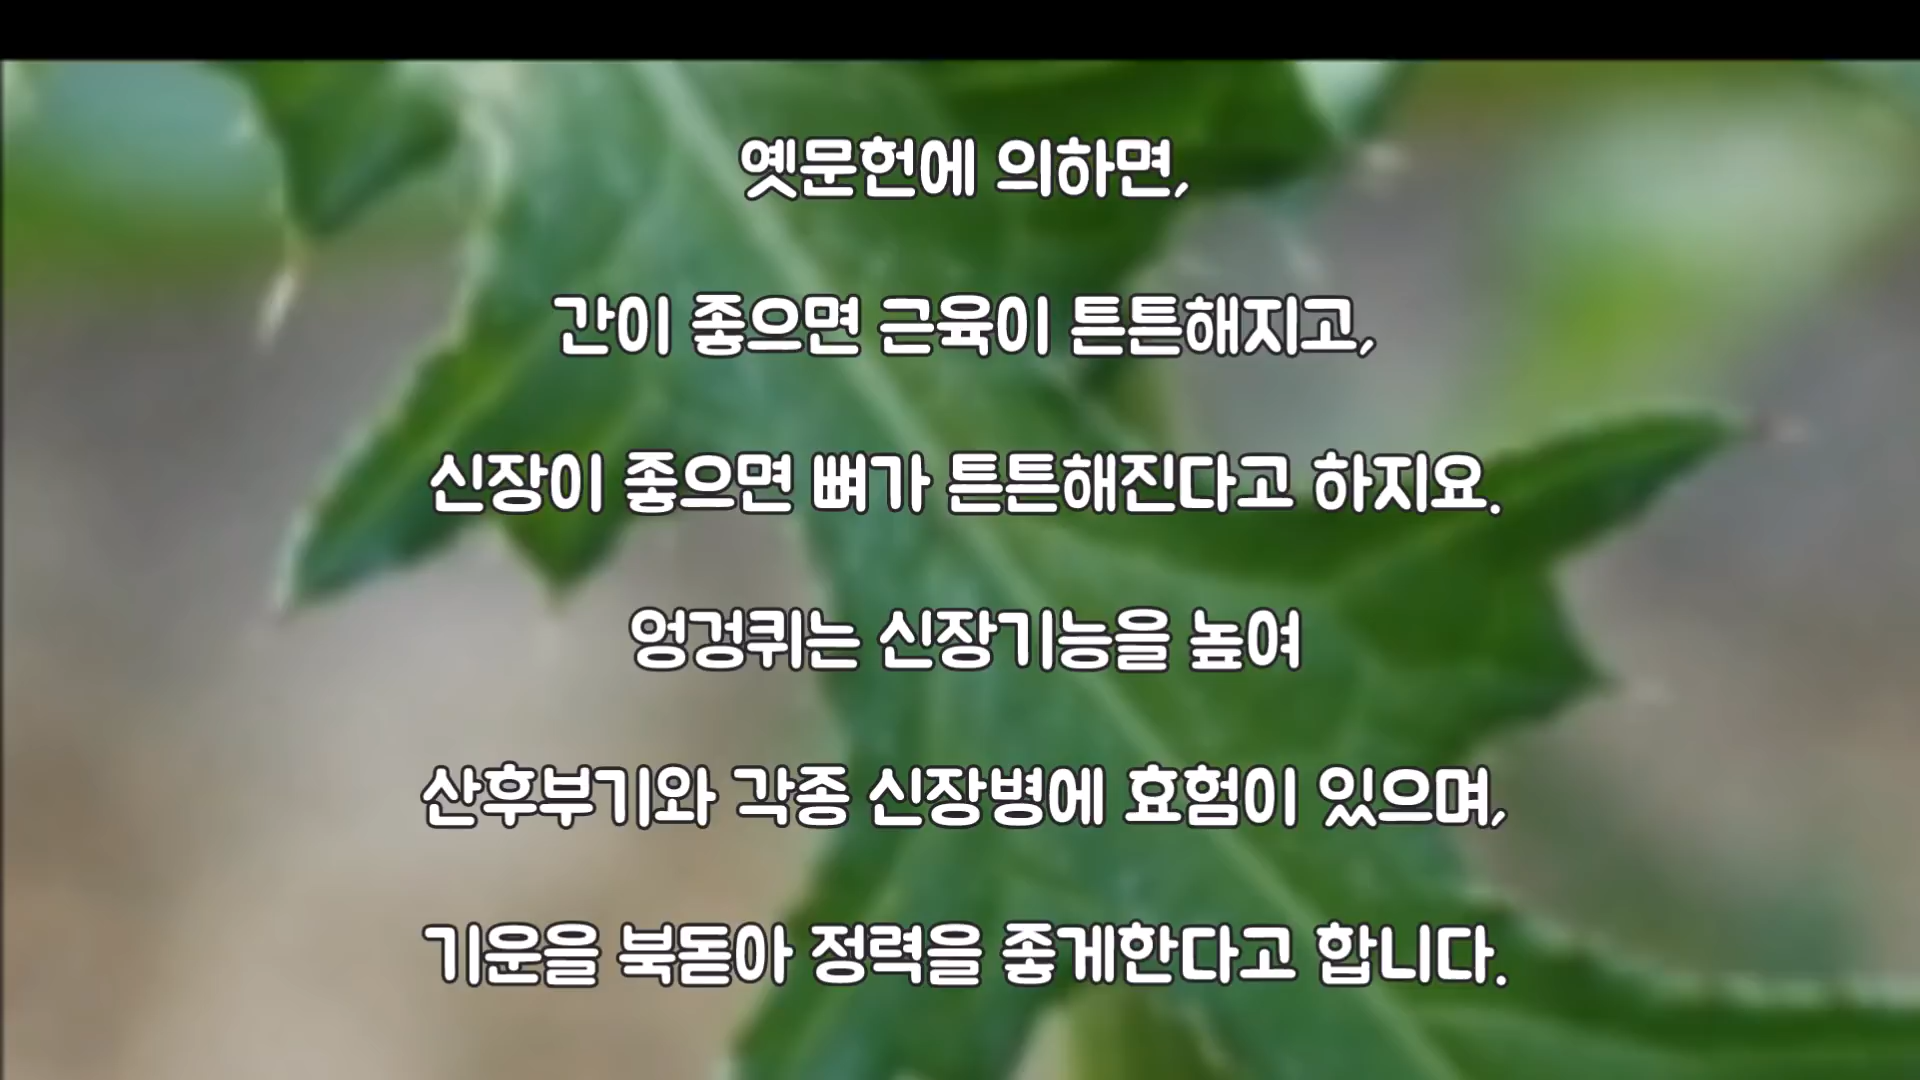 옛문헌에 의하면,
간이 좋으면 근육이 튼튼해지고,
신장이 좋으면 뼈가 튼튼해진다고 하지요.
엉겅퀴는 신장기능을 높여
산후부기와 각종 신장병에 효험이 있으며,
기운을 북돋아 정력을 좋게한다고 합니다.